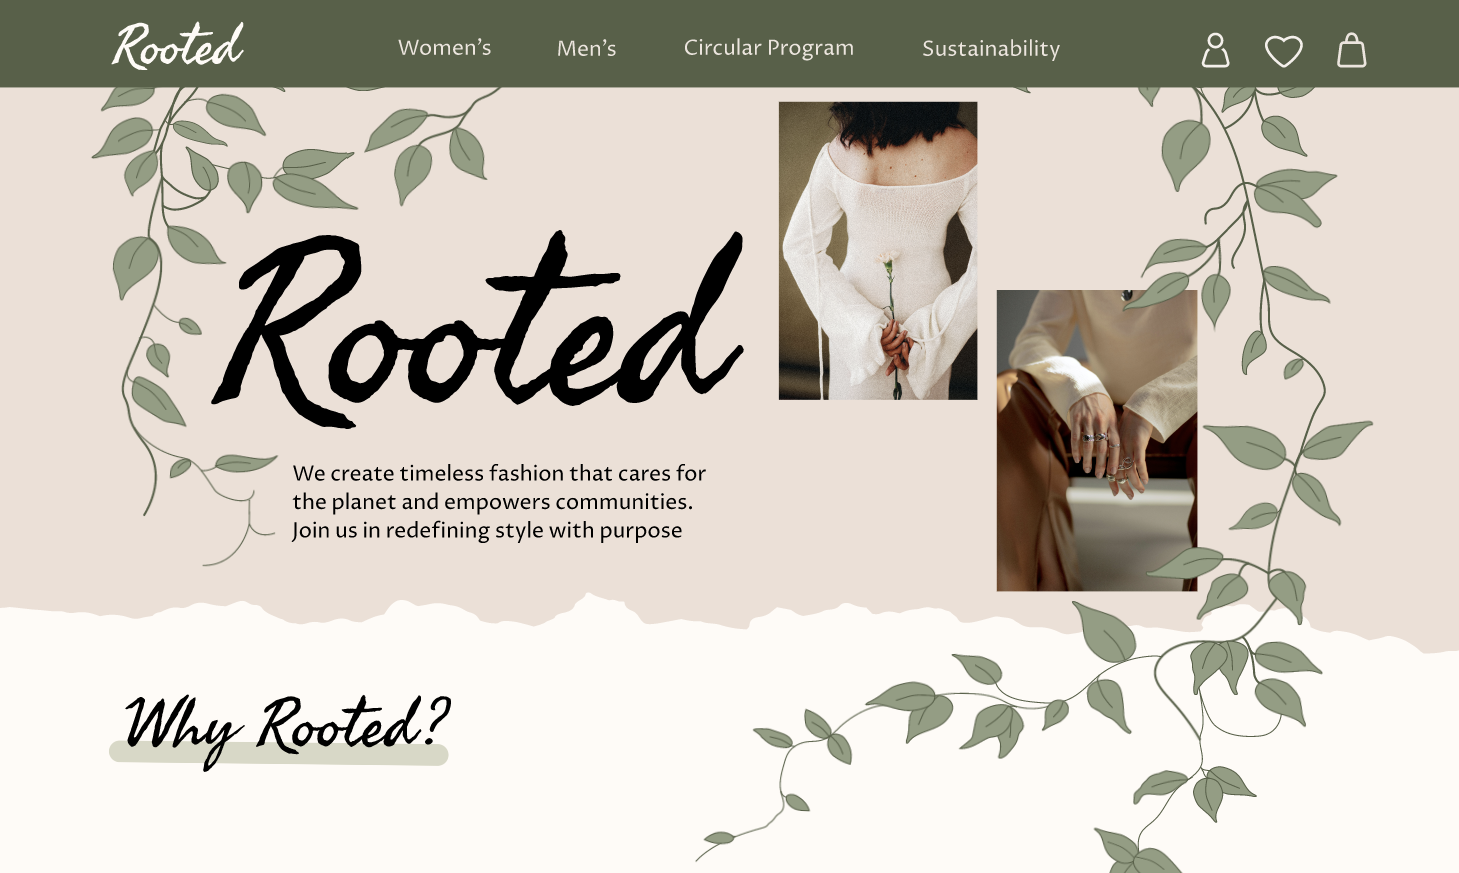 Rooted
Women's
Men's
Circular Program
Sustainability
Rooted
We create timeless fashion that cares for
the planet and empowers communities.
Join us in redefining style with purpose
Why Rooted?